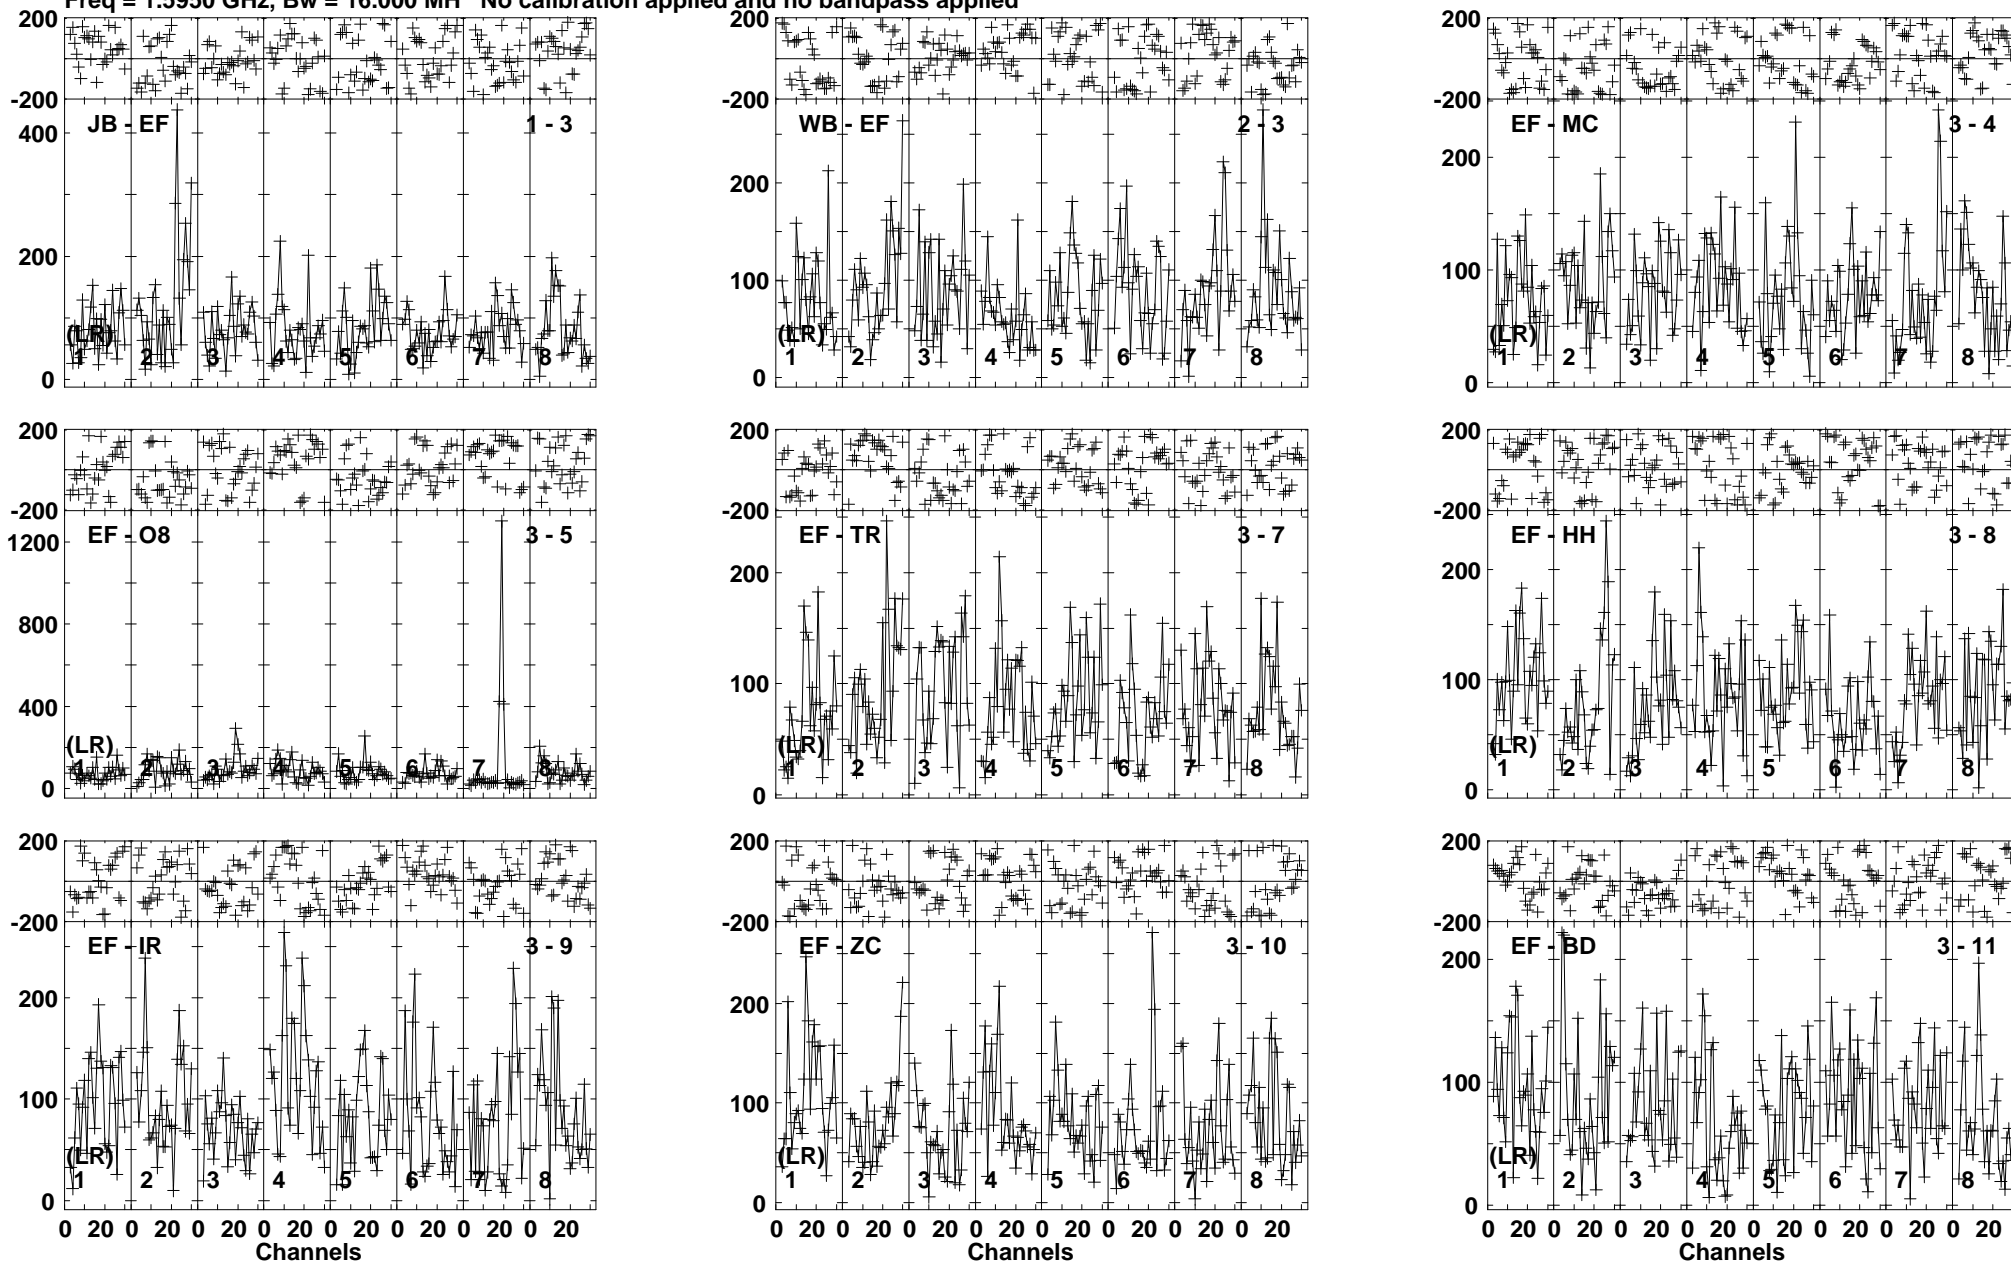 Freq = 1.5950 GHz, Bw = 16.000 MH No calibration applied and no bandpass applied
200 200 200
-200 -200 -200
JB - EF 1 - 3 WB - EF 2 - 3 EF - MC 3 - 4
400
200 200
200
100 100
(LR) (LR) (LR)
1 2 3 4 5 6 7 8 1 2 3 4 5 6 7 8 1 2 3 4 5 6 7 8
0 0 0
200 200 200
-200 -200 -200
EF - O8 3 - 5 EF - TR 3 - 7 EF - HH 3 - 8
1200
200 200
800
100 100
400
(LR) (LR) (LR)
1 2 3 4 5 6 7 8 1 2 3 4 5 6 7 8 1 2 3 4 5 6 7 8
0 0 0
200 200 200
-200 -200 -200
EF - IR 3 - 9 EF - ZC 3 - 10 EF - BD 3 - 11
200 200 200
100 100 100
(LR) (LR) (LR)
1 2 3 4 5 6 7 8 1 2 3 4 5 6 7 8 1 2 3 4 5 6 7 8
0 0 0
0 20 0 20 0 20 0 20 0 20 0 20 0 20 0 20 0 20 0 20 0 20 0 20 0 20 0 20 0 20 0 20 0 20 0 20 0 20 0 20 0 20 0 20 0 20 0 20
Channels Channels Channels